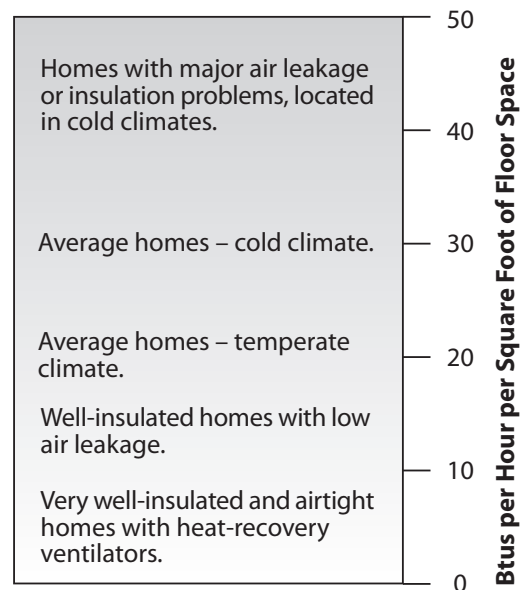 50
Homes with major air leakage
or insulation problems, located
in cold climates.
40
Average homes – cold climate.
30
Average homes – temperate
climate.
20
Well-insulated homes with low
air leakage.
10
Very well-insulated and airtight
homes with heat-recovery
ventilators.
0
Btus per Hour per Square Foot of Floor Space